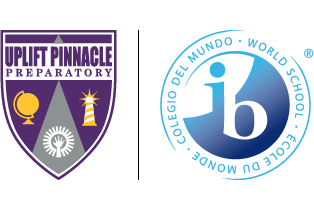 UPLIFT PINNACLE
PREPARATORY
COLEGIO DEL MUNDO · WORLD SCHOOL · ÉCOLE DU MONDE ·
ib
®